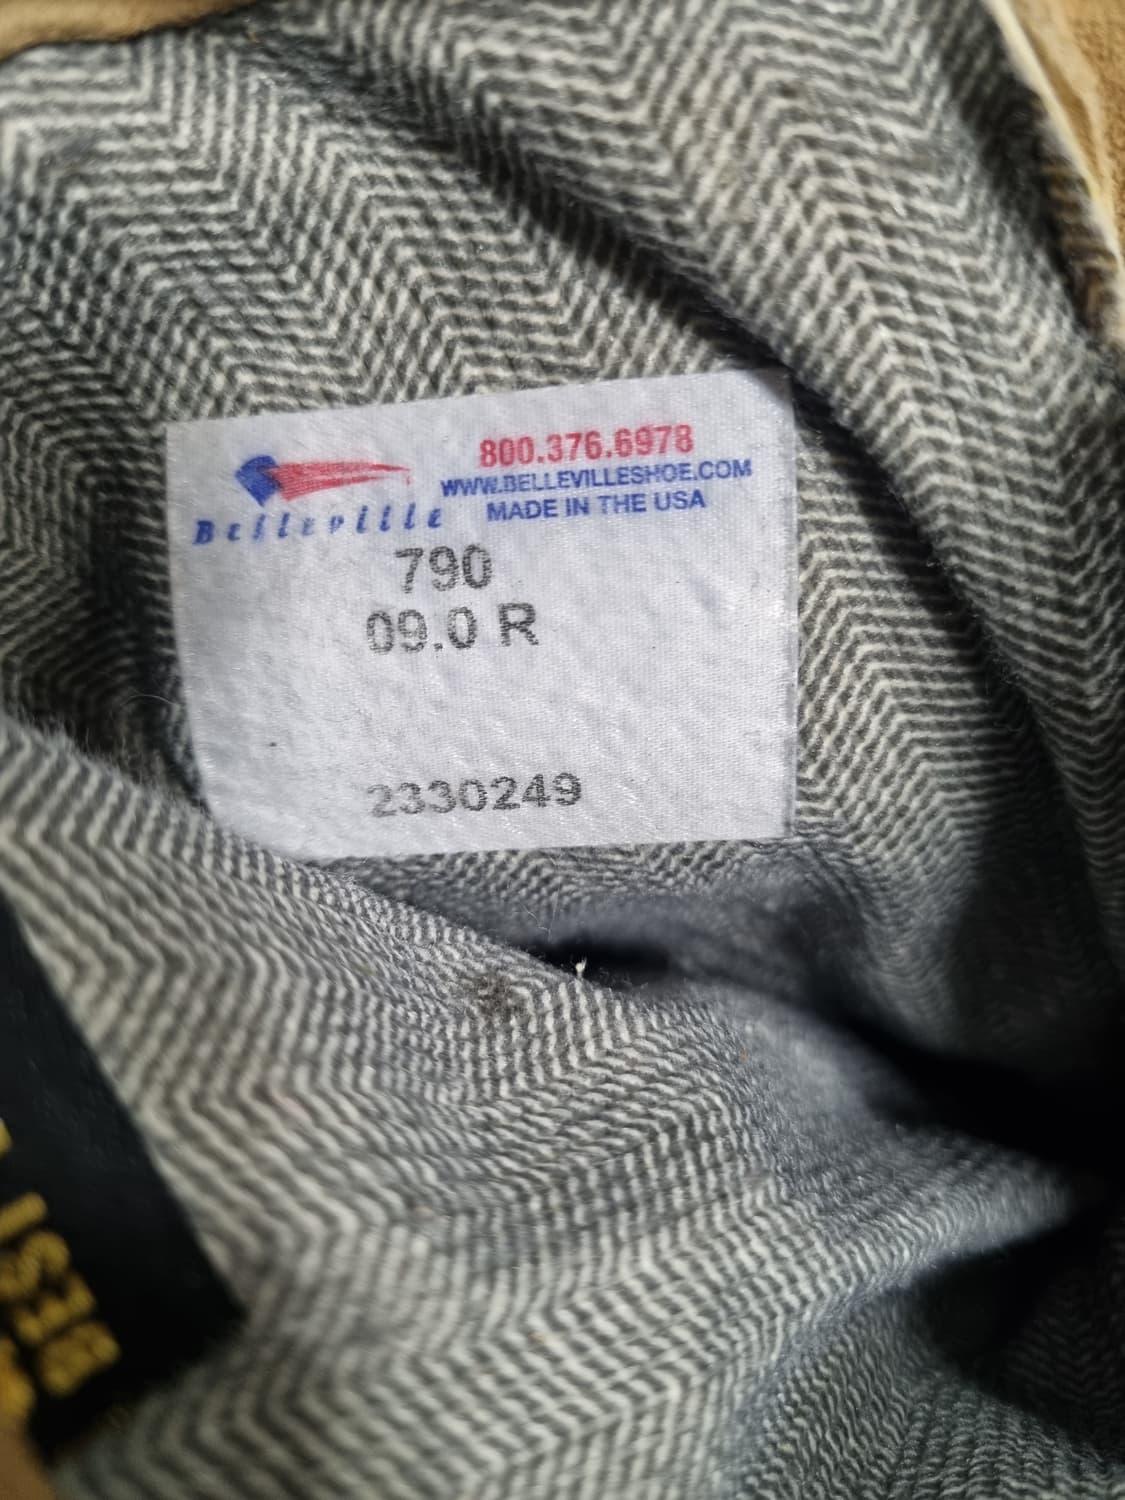 800.376.6978
WWW.BELLEVILLESHOE.COM
MADE IN THE USA
Belleville
790
09.0 R
2330249